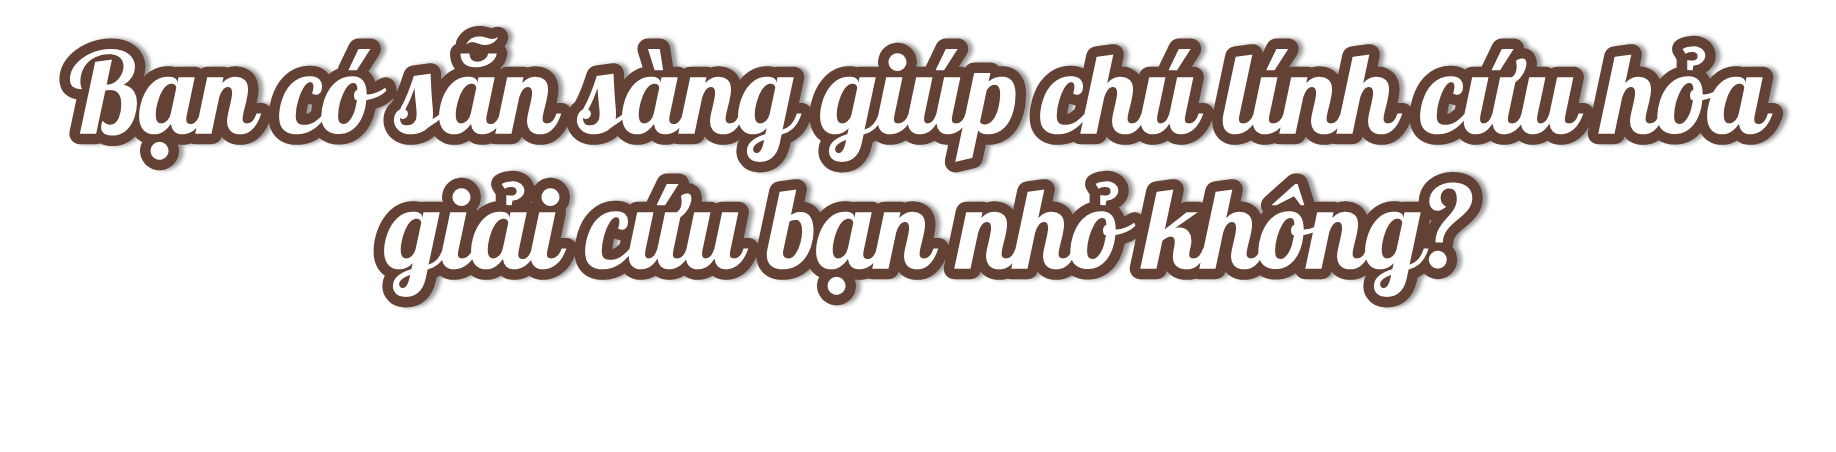 Bạn có sẵn sàng giúp chú lính cứu hỏa
giải cứu bạn nhỏ không?